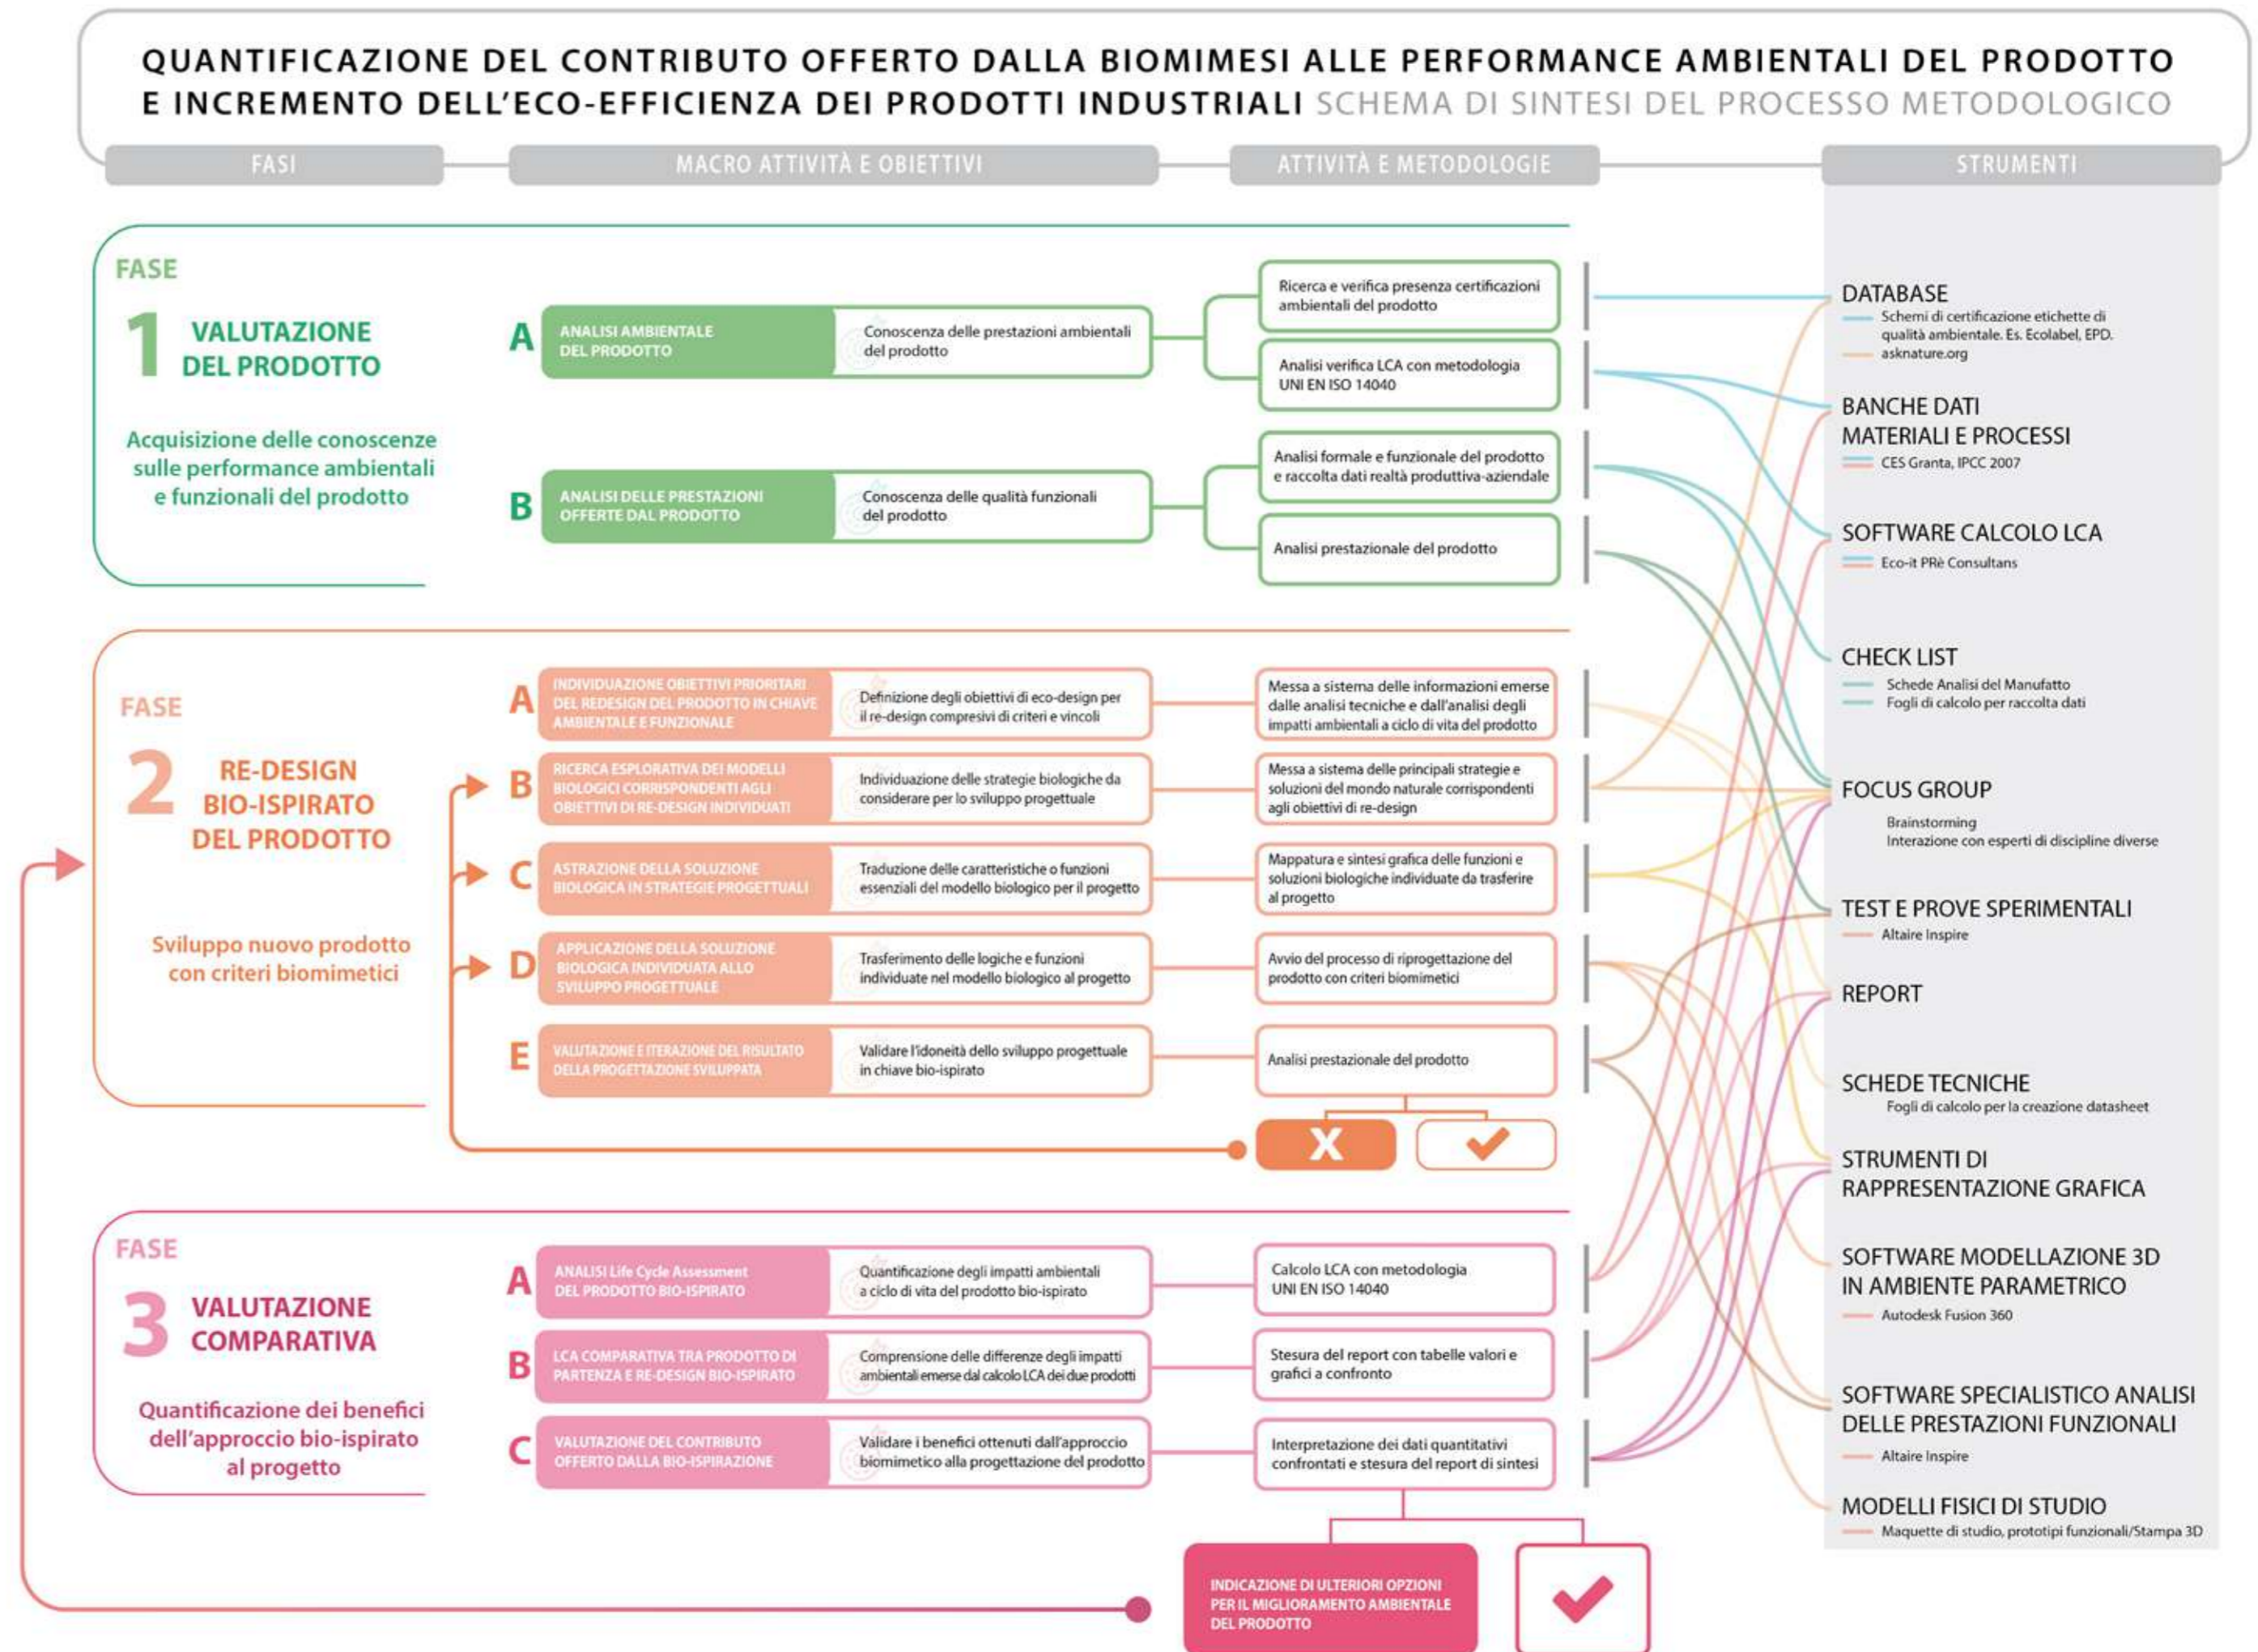 QUANTIFICAZIONE DEL CONTRIBUTO OFFERTO DALLA BIOMIMESI ALLE PERFORMANCE AMBIENTALI DEL PRODOTTO
E INCREMENTO DELL'ECO-EFFICIENZA DEI PRODOTTI INDUSTRIALI SCHEMA DI SINTESI DEL PROCESSO METODOLOGICO
FASI
MACRO ATTIVITÀ E OBIETTIVI
ATTIVITÀ E METODOLOGIE
STRUMENTI
FASE
1
VALUTAZIONE
DEL PRODOTTO
Acquisizione delle conoscenze
sulle performance ambientali
e funzionali del prodotto
A
ANALISI AMBIENTALE
DEL PRODOTTO
Conoscenza delle prestazioni ambientali
del prodotto
Ricerca e verifica presenza certificazioni
ambientali del prodotto
Analisi verifica LCA con metodologia
UNI EN ISO 14040
B
ANALISI DELLE PRESTAZIONI
OFFERTE DAL PRODOTTO
Conoscenza delle qualità funzionali
del prodotto
Analisi formale e funzionale del prodotto
e raccolta dati realtà produttiva-aziendale
Analisi prestazionale del prodotto
FASE
2
RE-DESIGN
BIO-ISPIRATO
DEL PRODOTTO
Sviluppo nuovo prodotto
con criteri biomimetici
A
INDIVIDUAZIONE OBIETTIVI PRIORITARI
DEL REDESIGN DEL PRODOTTO IN CHIAVE
AMBIENTALE E FUNZIONALE
Definizione degli obiettivi di eco-design per
il re-design compresivi di criteri e vincoli
Messa a sistema delle informazioni emerse
dalle analisi tecniche e dall'analisi degli
impatti ambientali a ciclo di vita del prodotto
B
RICERCA ESPLORATIVA DEI MODELLI
BIOLOGICI CORRISPONDENTI AGLI
OBIETTIVI DI RE-DESIGN INDIVIDUATI
Individuazione delle strategie biologiche da
considerare per lo sviluppo progettuale
Messa a sistema delle principali strategie e
soluzioni del mondo naturale corrispondenti
agli obiettivi di re-design
C
ASTRAZIONE DELLA SOLUZIONE
BIOLOGICA IN STRATEGIE PROGETTUALI
Traduzione delle caratteristiche o funzioni
essenziali del modello biologico per il progetto
Mappatura e sintesi grafica delle funzioni e
soluzioni biologiche individuate da trasferire
al progetto
D
APPLICAZIONE DELLA SOLUZIONE
BIOLOGICA INDIVIDUATA ALLO
SVILUPPO PROGETTUALE
Trasferimento delle logiche e funzioni
individuate nel modello biologico al progetto
Avvio del processo di riprogettazione del
prodotto con criteri biomimetici
E
VALUTAZIONE E ITERAZIONE DEL RISULTATO
DELLA PROGETTAZIONE SVILUPPATA
Validare l'idoneità dello sviluppo progettuale
in chiave bio-ispirato
Analisi prestazionale del prodotto
X
FASE
3
VALUTAZIONE
COMPARATIVA
Quantificazione dei benefici
dell'approccio bio-ispirato
al progetto
A
ANALISI Life Cycle Assessment
DEL PRODOTTO BIO-ISPIRATO
Quantificazione degli impatti ambientali
a ciclo di vita del prodotto bio-ispirato
Calcolo LCA con metodologia
UNI EN ISO 14040
B
LCA COMPARATIVA TRA PRODOTTO DI
PARTENZA E RE-DESIGN BIO-ISPIRATO
Comprensione delle differenze degli impatti
ambientali emerse dal calcolo LCA dei due prodotti
Stesura del report con tabelle valori e
grafici a confronto
C
VALUTAZIONE DEL CONTRIBUTO
OFFERTO DALLA BIO-ISPIRAZIONE
Validare i benefici ottenuti dall'approccio
biomimetico alla progettazione del prodotto
Interpretazione dei dati quantitativi
confrontati e stesura del report di sintesi
INDICAZIONE DI ULTERIORI OPZIONI
PER IL MIGLIORAMENTO AMBIENTALE
DEL PRODOTTO
DATABASE
Schemi di certificazione etichette di
qualità ambientale. Es. Ecolabel, EPD.
asknature.org
BANCHE DATI
MATERIALI E PROCESSI
CES Granta, IPCC 2007
SOFTWARE CALCOLO LCA
Eco-it PRè Consultans
CHECK LIST
Schede Analisi del Manufatto
Fogli di calcolo per raccolta dati
FOCUS GROUP
Brainstorming
Interazione con esperti di discipline diverse
TEST E PROVE SPERIMENTALI
Altaire Inspire
REPORT
SCHEDE TECNICHE
Fogli di calcolo per la creazione datasheet
STRUMENTI DI
RAPPRESENTAZIONE GRAFICA
SOFTWARE MODELLAZIONE 3D
IN AMBIENTE PARAMETRICO
Autodesk Fusion 360
SOFTWARE SPECIALISTICO ANALISI
DELLE PRESTAZIONI FUNZIONALI
Altaire Inspire
MODELLI FISICI DI STUDIO
Maquette di studio, prototipi funzionali/Stampa 3D